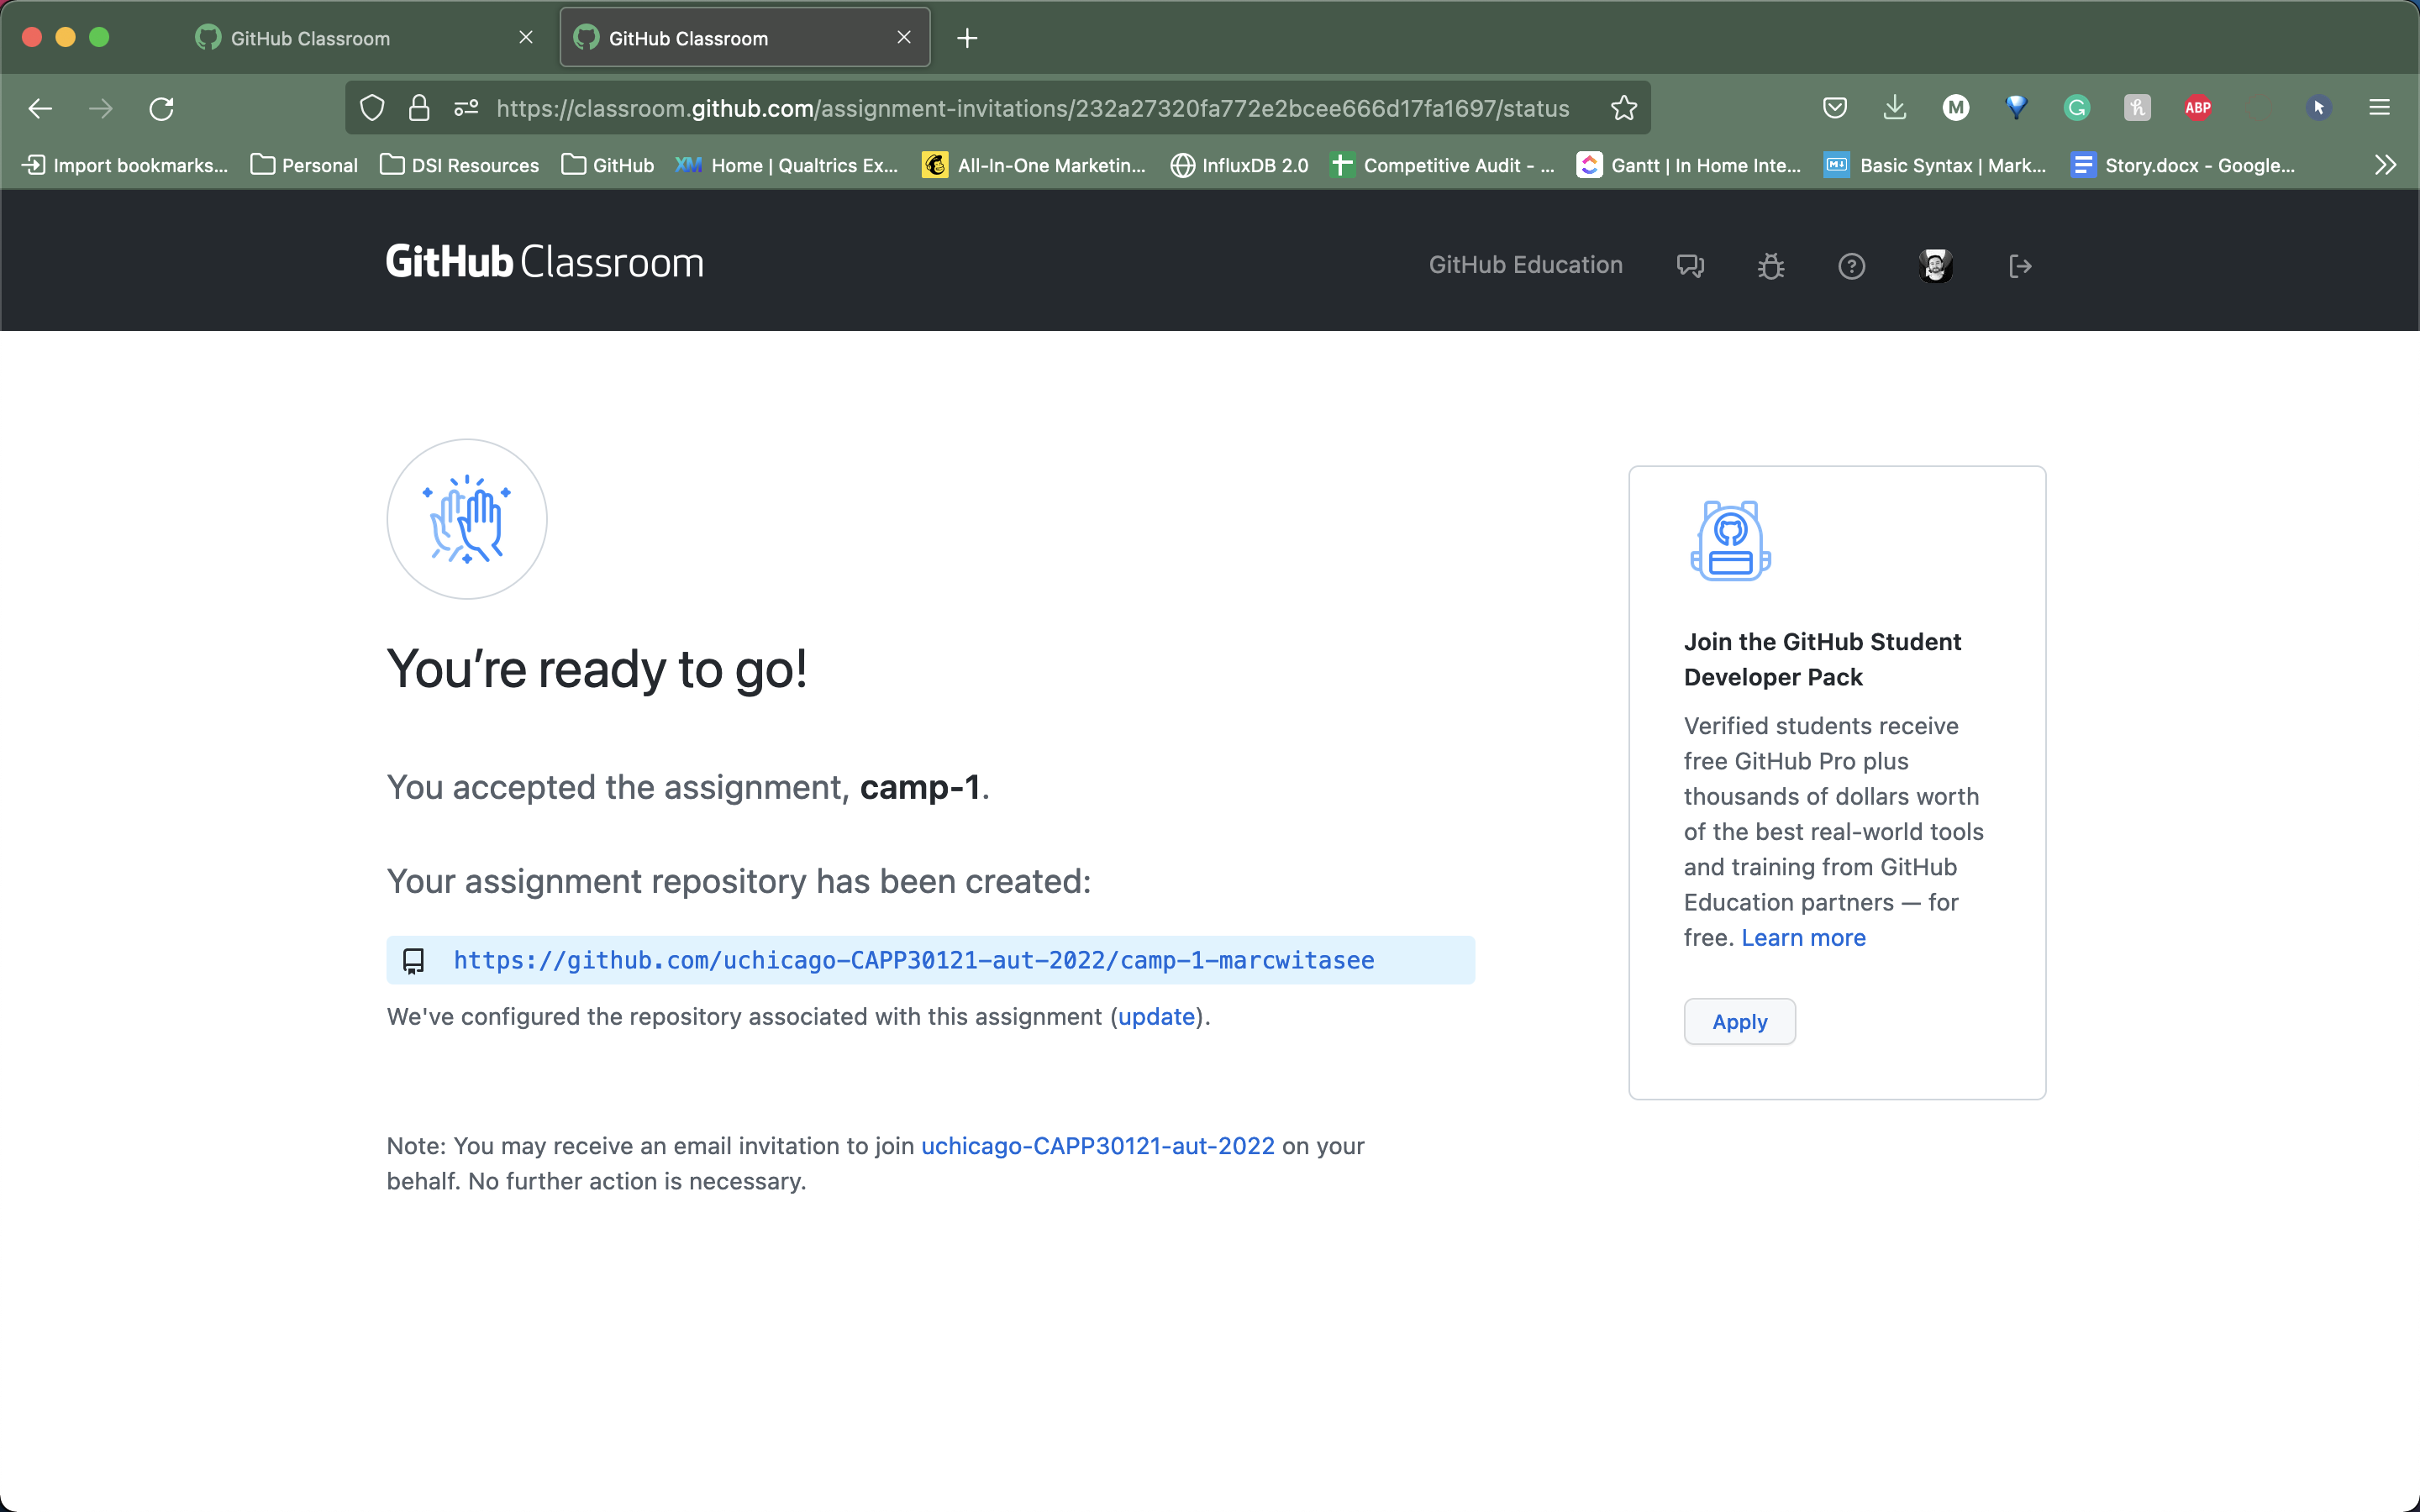 GitHub Classroom
GitHub Classroom
https://classroom.github.com/assignment-invitations/232a27320fa772e2bcee666d17fa1697/status
M
G
h
ABP
Import bookmarks...
Personal
DSI Resources
GitHub
XM Home | Qualtrics Ex...
All-In-One Marketin...
InfluxDB 2.0
Competitive Audit - ...
Gantt | In Home Inte...
Basic Syntax | Mark...
Story.docx - Google...
GitHub Classroom
GitHub Education
You’re ready to go!
You accepted the assignment, camp-1.
Your assignment repository has been created:
https://github.com/uchicago-CAPP30121-aut-2022/camp-1-marcwitasee
We've configured the repository associated with this assignment (update).
Note: You may receive an email invitation to join uchicago-CAPP30121-aut-2022 on your
behalf. No further action is necessary.
Join the GitHub Student
Developer Pack
Verified students receive
free GitHub Pro plus
thousands of dollars worth
of the best real-world tools
and training from GitHub
Education partners — for
free. Learn more
Apply